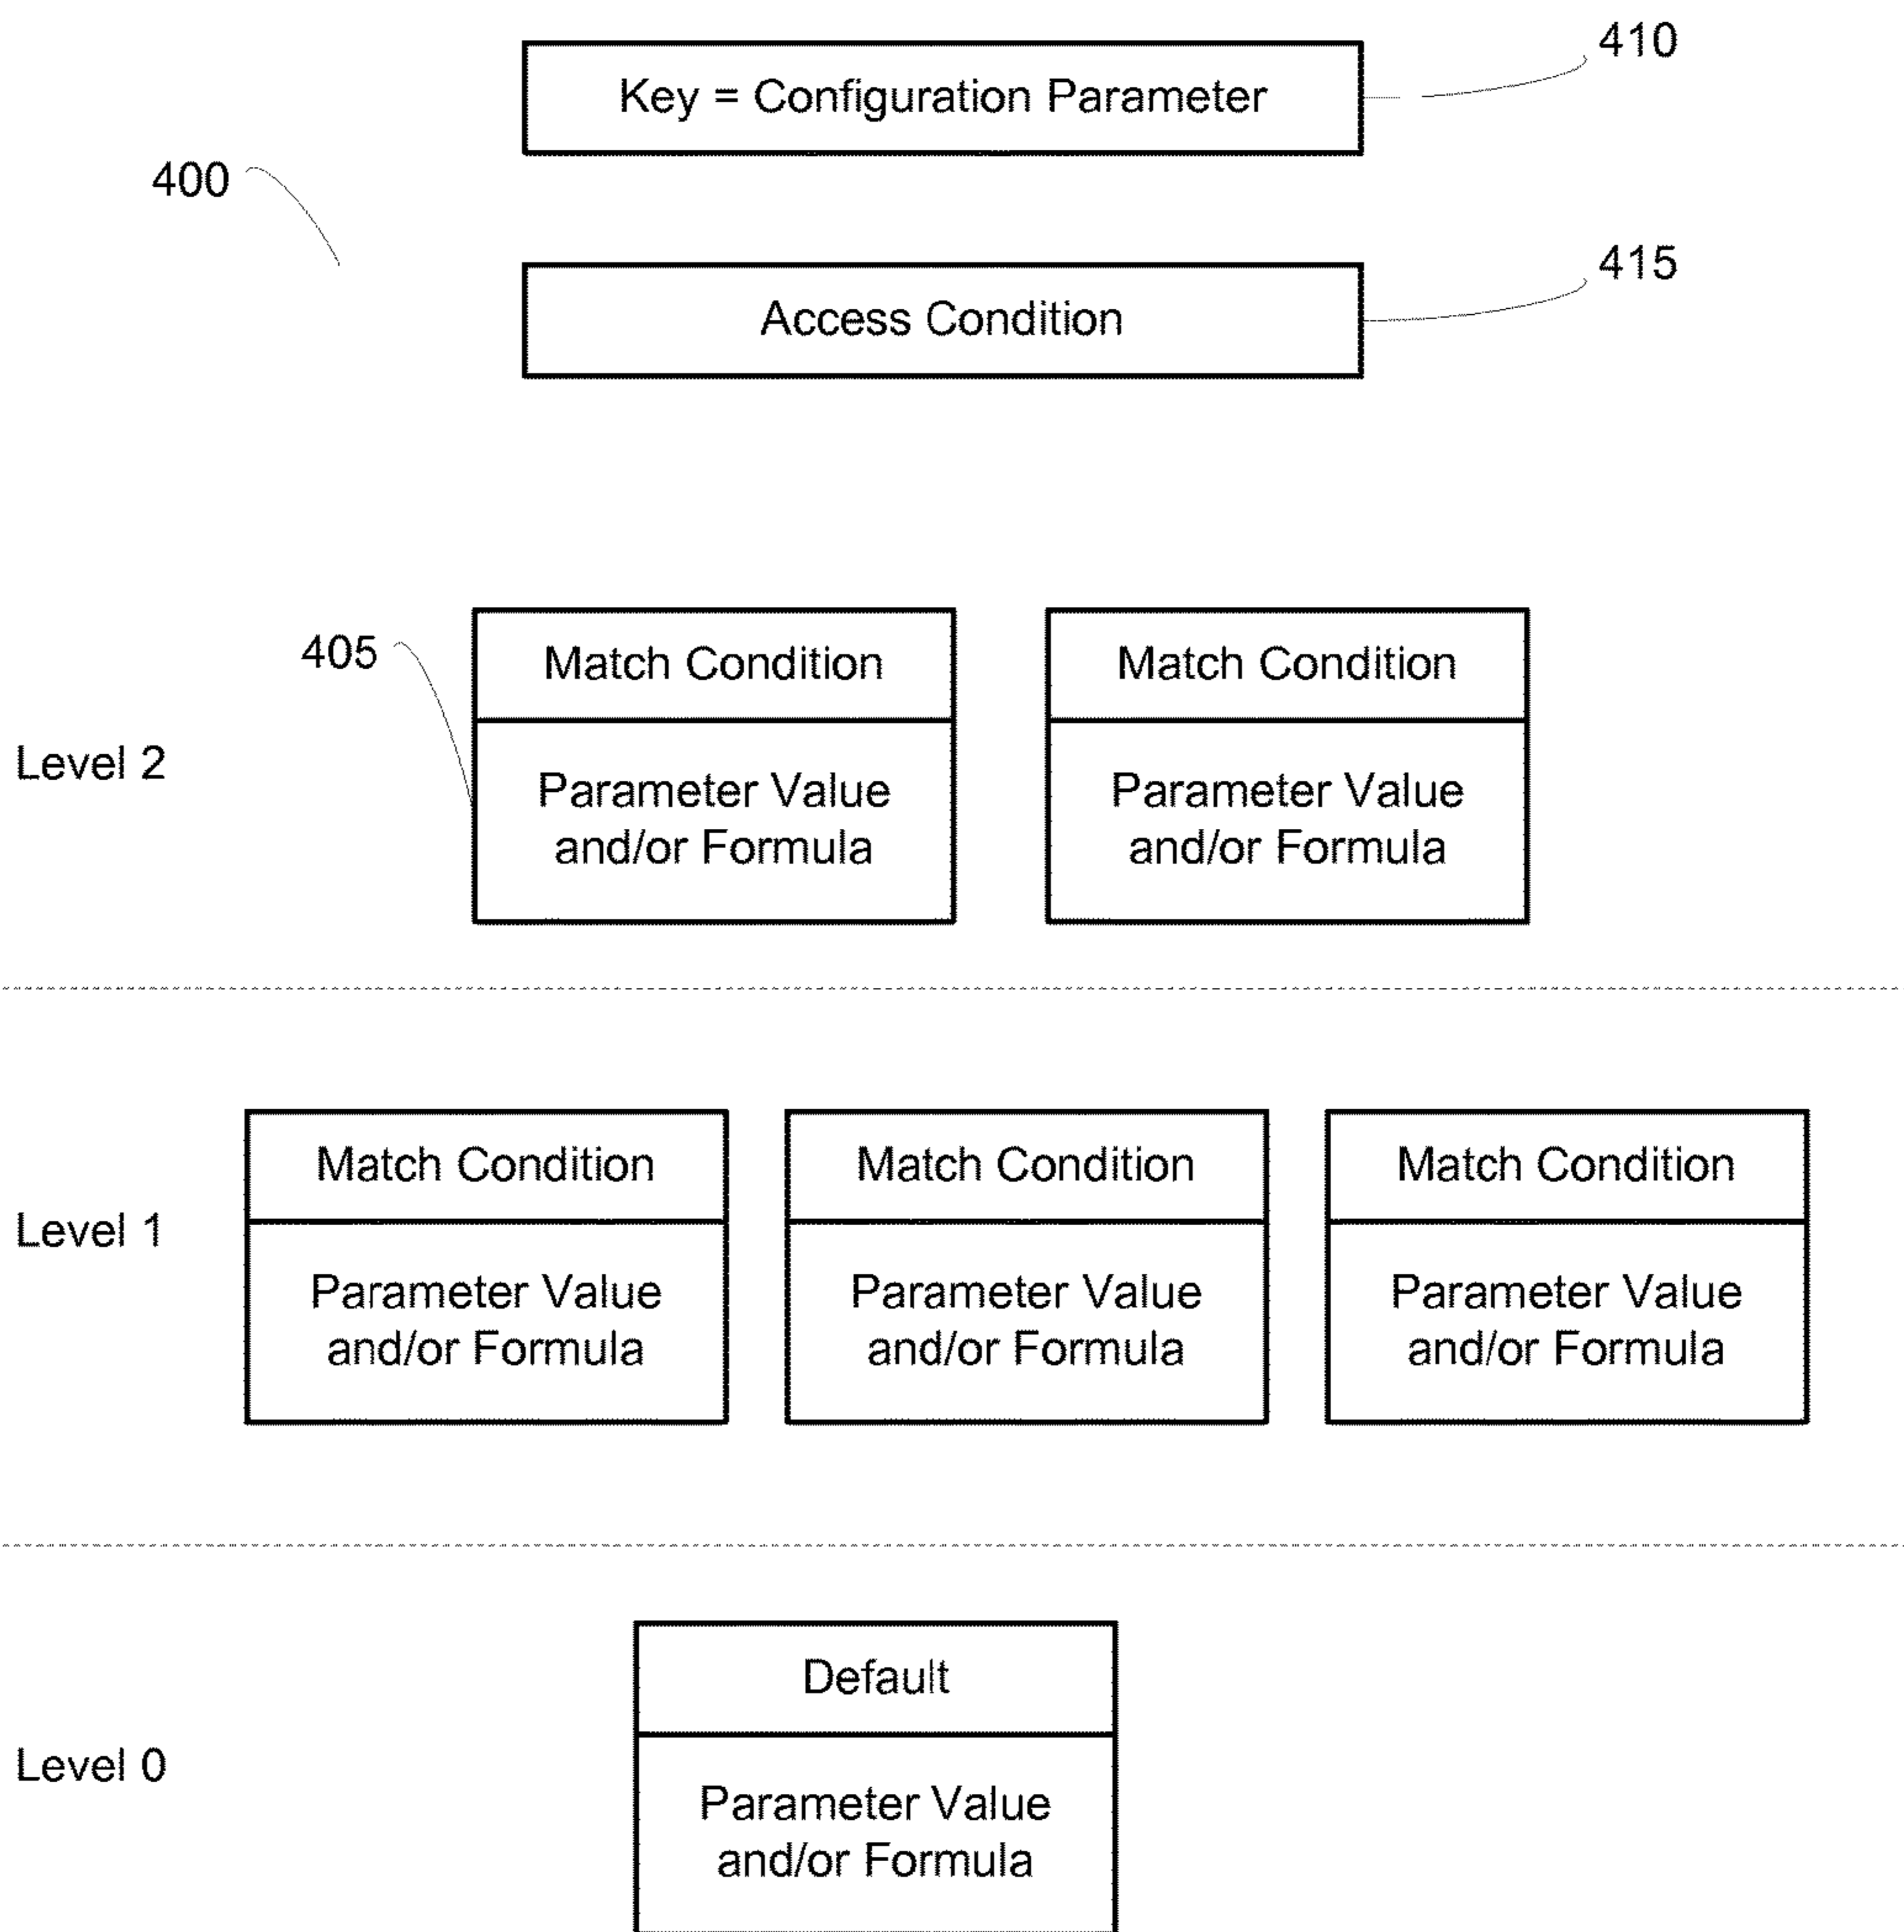 410
Key = Configuration Parameter
400
415
Access Condition
405
Match Condition
Match Condition
Level 2
Parameter Value
and/or Formula
Parameter Value
and/or Formula
Match Condition
Match Condition
Match Condition
Level 1
Parameter Value
and/or Formula
Parameter Value
and/or Formula
Parameter Value
and/or Formula
Default
Level 0
Parameter Value
and/or Formula